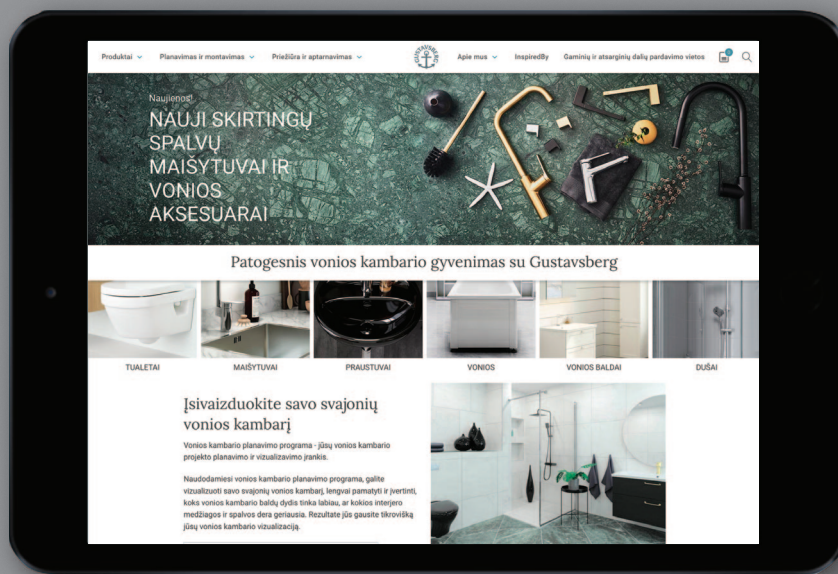 Produktai
Planavimas ir montavimas
Priežiūra ir aptarnavimas
GUSTAVSBERG
Apie mus
InspiredBy
Gaminių ir atsarginių dalių pardavimo vietos
Naujienos!
NAUJI SKIRTINGŲ
SPALVŲ
MAIŠYTUVAI IR
VONIOS
AKSESUARAI
Patogesnis vonios kambario gyvenimas su Gustavsberg
TUALETAI
MAIŠYTUVAI
PRAUSTUVAI
VONIOS
VONIOS BALDAI
DUŠAI
Įsivaizduokite savo svajonių
vonios kambarį
Vonios kambario planavimo programa - jūsų vonios kambario
projekto planavimo ir vizualizavimo įrankis.
Naudodamiesi vonios kambario planavimo programa, galite
vizualizuoti savo svajonių vonios kambarį, lengvai pamatyti ir įvertinti,
koks vonios kambario baldų dydis tinka labiau, ar kokios interjero
medžiagos ir spalvos dera geriausia. Rezultate jūs gausite tikrovišką
jūsų vonios kambario vizualizaciją.